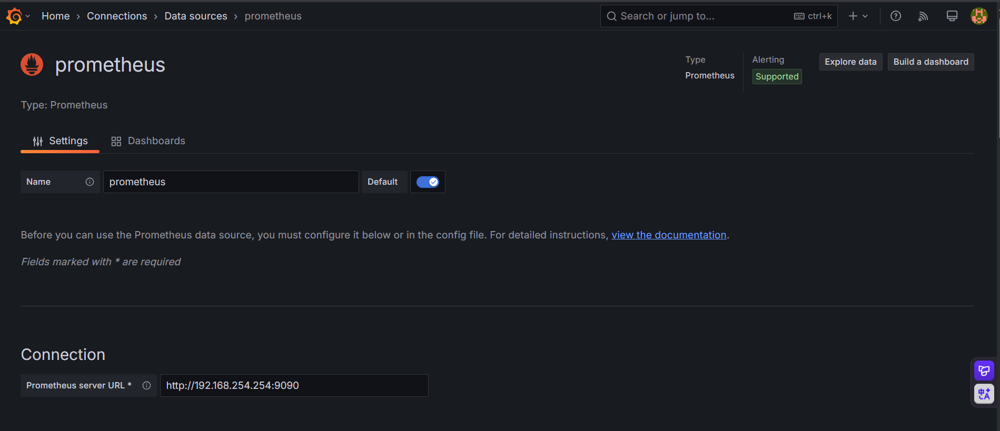 Home › Connections › Data sources › prometheus
Search or jump to... ctrl+k
prometheus
Type
Prometheus
Alerting
Supported
Explore data
Build a dashboard
Type: Prometheus
Settings
Dashboards
Name
prometheus
Default
Before you can use the Prometheus data source, you must configure it below or in the config file. For detailed instructions, view the documentation.
Fields marked with * are required
Connection
Prometheus server URL *
http://192.168.254.254:9090
中A